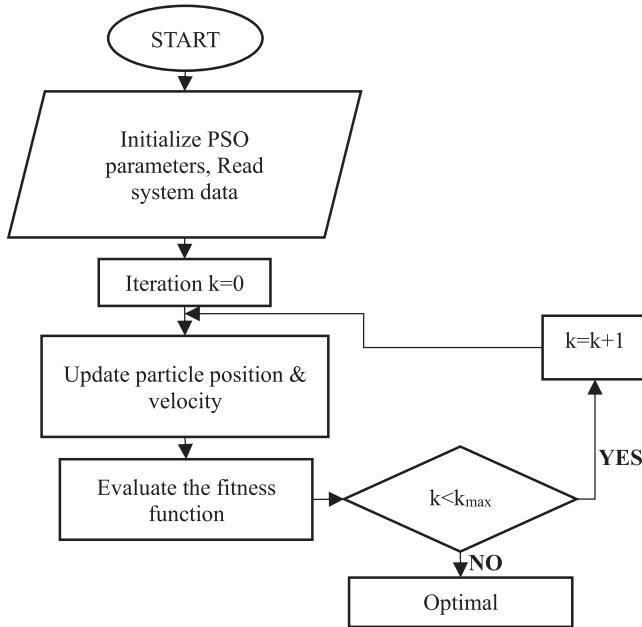 START
Initialize PSO
parameters, Read
system data
Iteration k=0
k=k+1
Update particle position &
velocity
YES
Evaluate the fitness
function
k<kmax
NO
Optimal